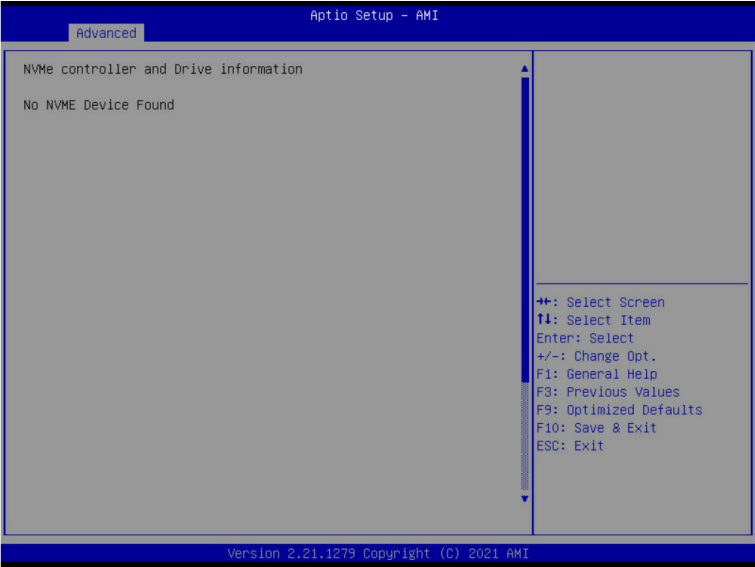 Aptio Setup – AMI
Advanced
NVMe controller and Drive information
No NVME Device Found
→←: Select Screen
↑↓: Select Item
Enter: Select
+/-: Change Opt.
F1: General Help
F3: Previous Values
F9: Optimized Defaults
F10: Save & Exit
ESC: Exit
Version 2.21.1279 Copyright (C) 2021 AMI